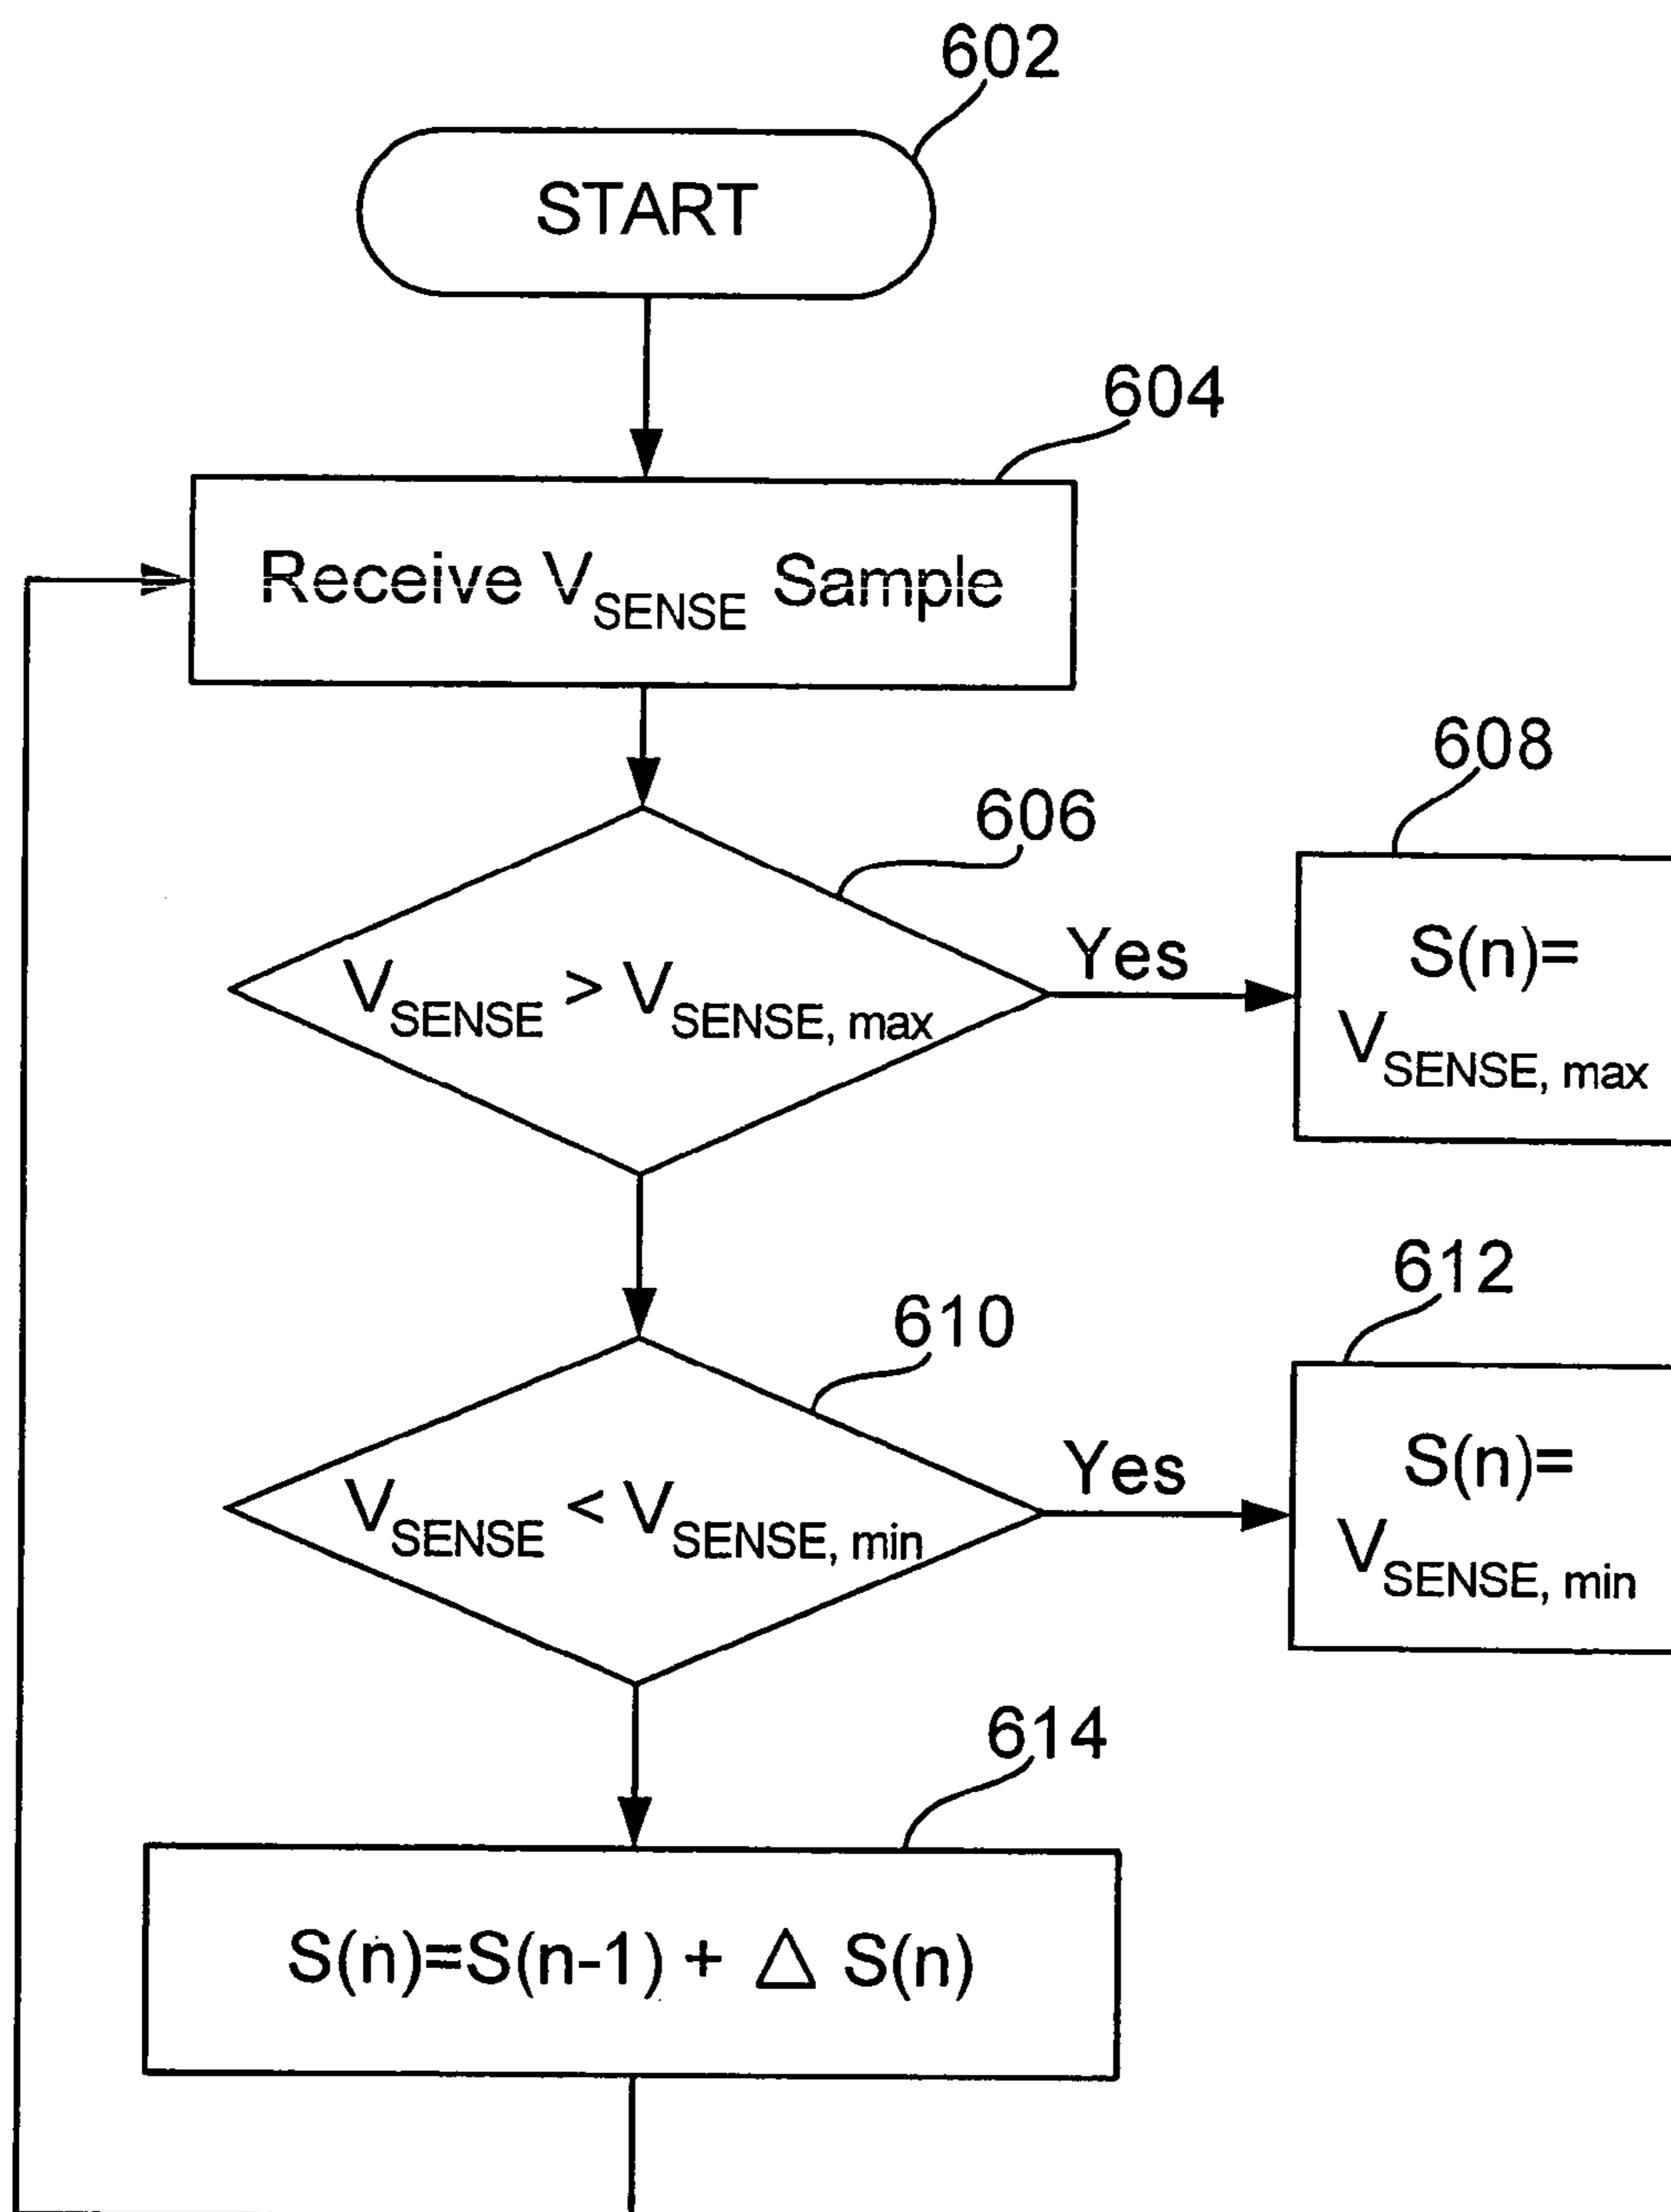 602
START
604
Receive V_SENSE Sample
606
608
V_SENSE > V_SENSE, max
Yes
S(n)=
V_SENSE, max
610
612
V_SENSE < V_SENSE, min
Yes
S(n)=
V_SENSE, min
614
S(n)=S(n-1) + △ S(n)